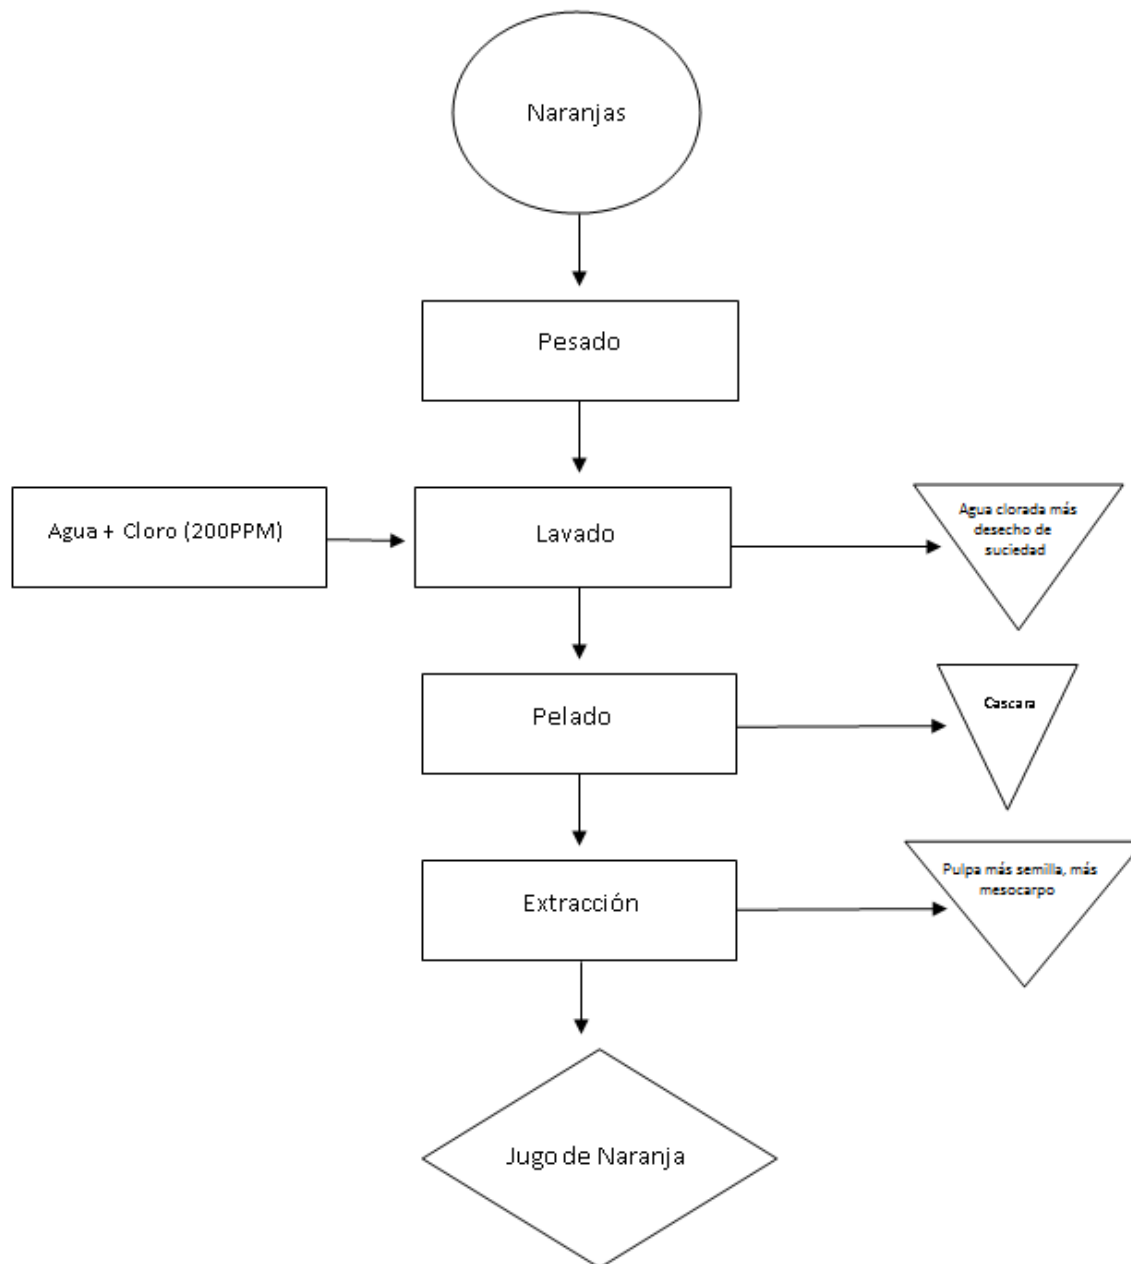 Naranjas
Pesado
Agua + Cloro (200PPM)
Lavado
Agua clorada más
desecho de
suciedad
Pelado
Cascara
Extracción
Pulpa más semilla, más
mesocarpo
Jugo de Naranja